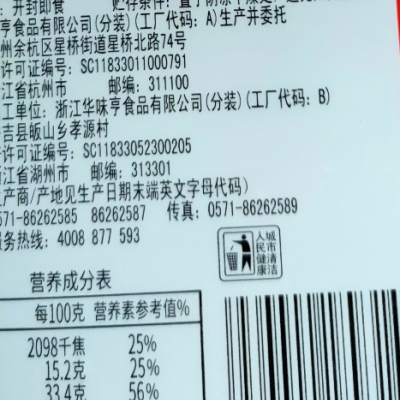 ：开封即食
亨食品有限公司(分装)(工厂代码：A)生产并委托
州余杭区星桥街道星桥北路74号
许可证编号：SC11833011000791
江省杭州市 邮编：311100
工单位：浙江华味亨食品有限公司(分装)(工厂代码：B)
吉县昄山乡孝源村
许可证编号：SC11833052300205
江省湖州市 邮编：313301
生产商/产地见生产日期末端英文字母代码)
0571-86262585 86262587 传真：0571-86262589
服务热线：4008 877 593
人民健康 城市清洁
营养成分表
每100克 营养素参考值%
2098千焦 25%
15.2克 25%
33.4克 56%